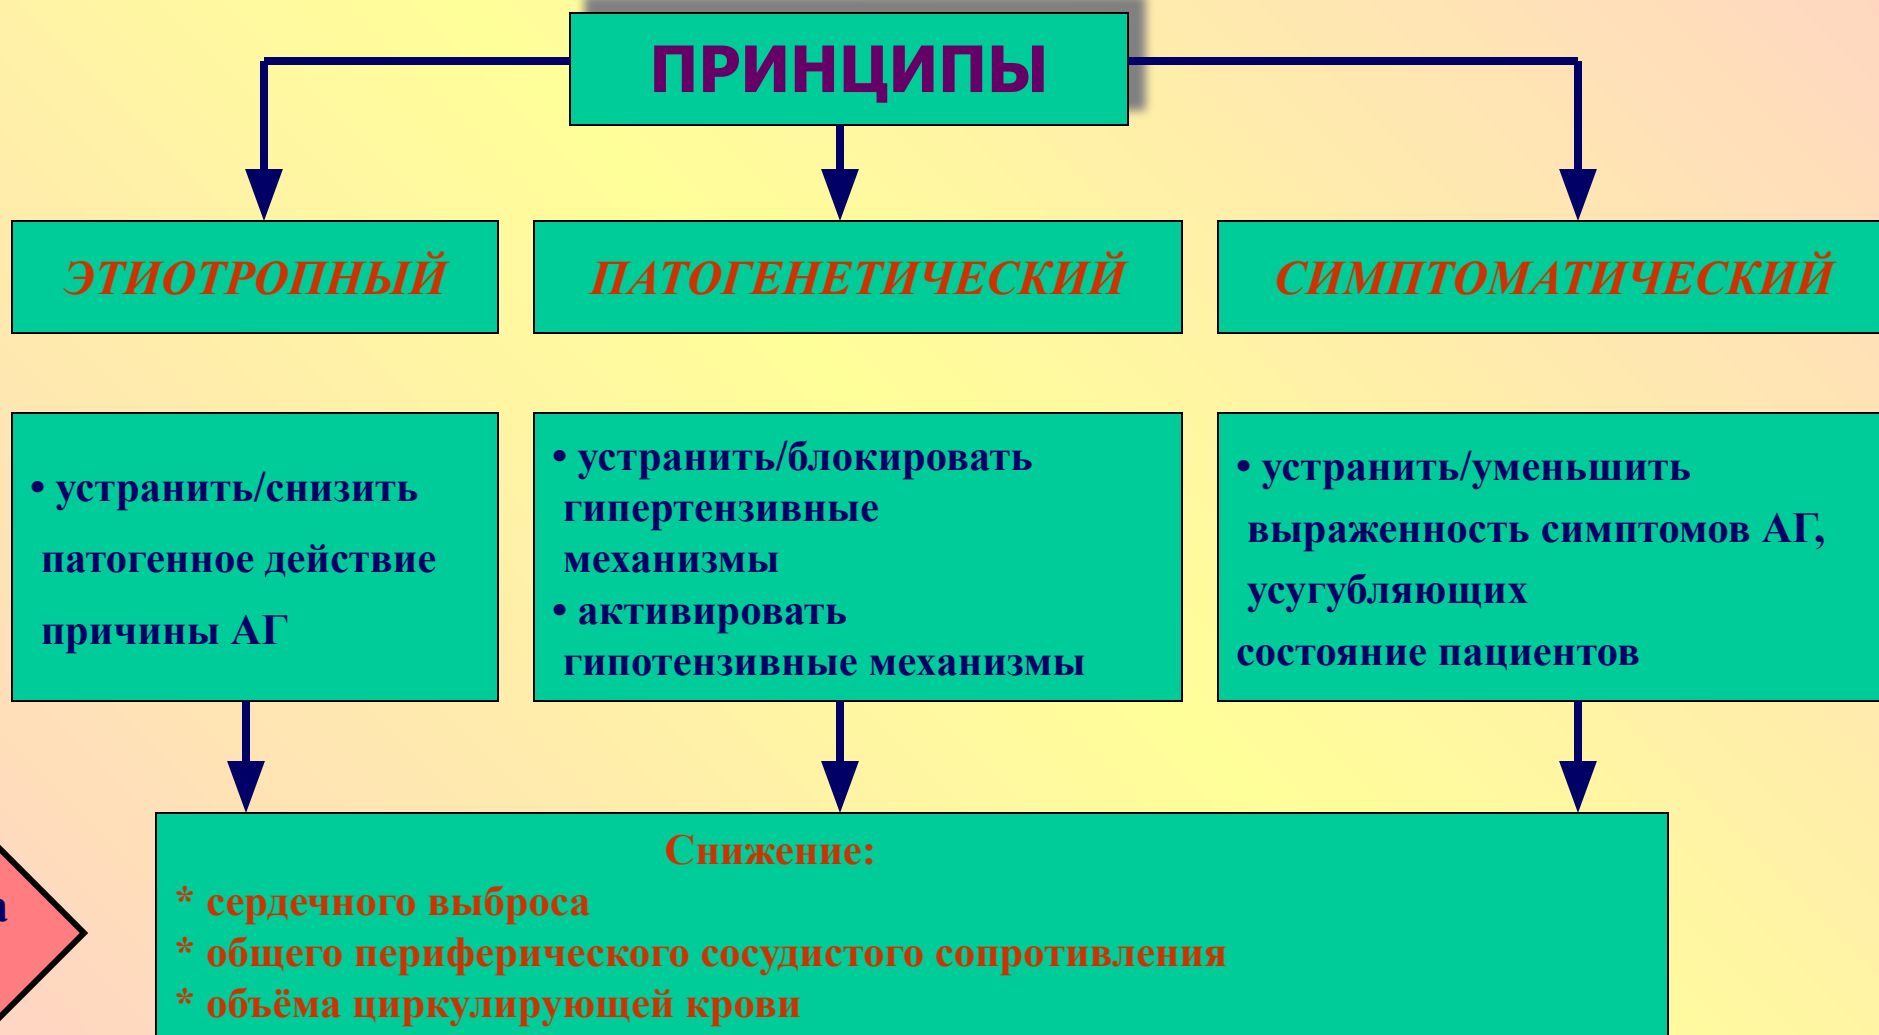 ПРИНЦИПЫ
ЭТИОТРОПНЫЙ
ПАТОГЕНЕТИЧЕСКИЙ
СИМПТОМАТИЧЕСКИЙ
• устранить/снизить
патогенное действие
причины АГ
• устранить/блокировать
гипертензивные
механизмы
• активировать
гипотензивные механизмы
• устранить/уменьшить
выраженность симптомов АГ,
усугубляющих
состояние пациентов
Снижение:
* сердечного выброса
* общего периферического сосудистого сопротивления
* объёма циркулирующей крови